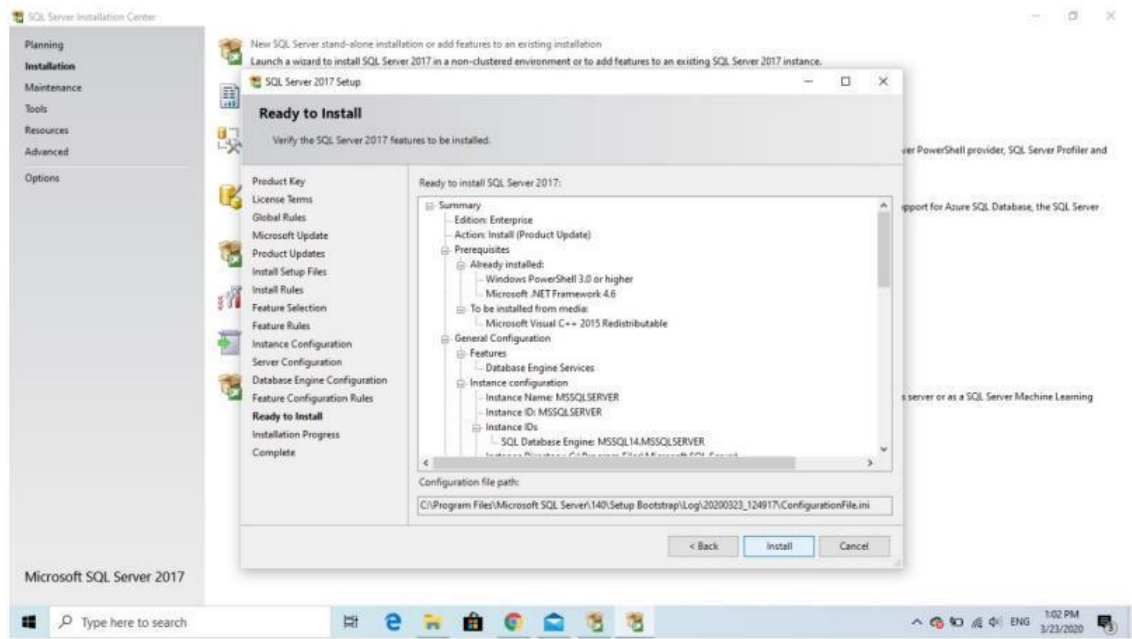 SQL Server Installation Center
Planning
Installation
Maintenance
Tools
Resources
Advanced
Options
Microsoft SQL Server 2017
New SQL Server stand-alone installation or add features to an existing installation
Launch a wizard to install SQL Server 2017 in a non-clustered environment or to add features to an existing SQL Server 2017 instance.
PowerShell provider, SQL Server Profiler and
for Azure SQL Database, the SQL Server
server or as a SQL Server Machine Learning
SQL Server 2017 Setup
Ready to Install
Verify the SQL Server 2017 features to be installed.
Product Key
License Terms
Global Rules
Microsoft Update
Product Updates
Install Setup Files
Install Rules
Feature Selection
Feature Rules
Instance Configuration
Server Configuration
Database Engine Configuration
Feature Configuration Rules
Ready to Install
Installation Progress
Complete
Ready to install SQL Server 2017:
Summary
Edition: Enterprise
Action: Install (Product Update)
Prerequisites
Already installed:
Windows PowerShell 3.0 or higher
Microsoft .NET Framework 4.6
To be installed from media:
Microsoft Visual C++ 2015 Redistributable
General Configuration
Features
Database Engine Services
Instance configuration
Instance Name: MSSQLSERVER
Instance ID: MSSQLSERVER
Instance IDs
SQL Database Engine: MSSQL14.MSSQLSERVER
Configuration file path:
C:\Program Files\Microsoft SQL Server\140\Setup Bootstrap\Log\20200323_124917\ConfigurationFile.ini
< Back
Install
Cancel
Type here to search
ENG
1:02 PM
3/23/2020